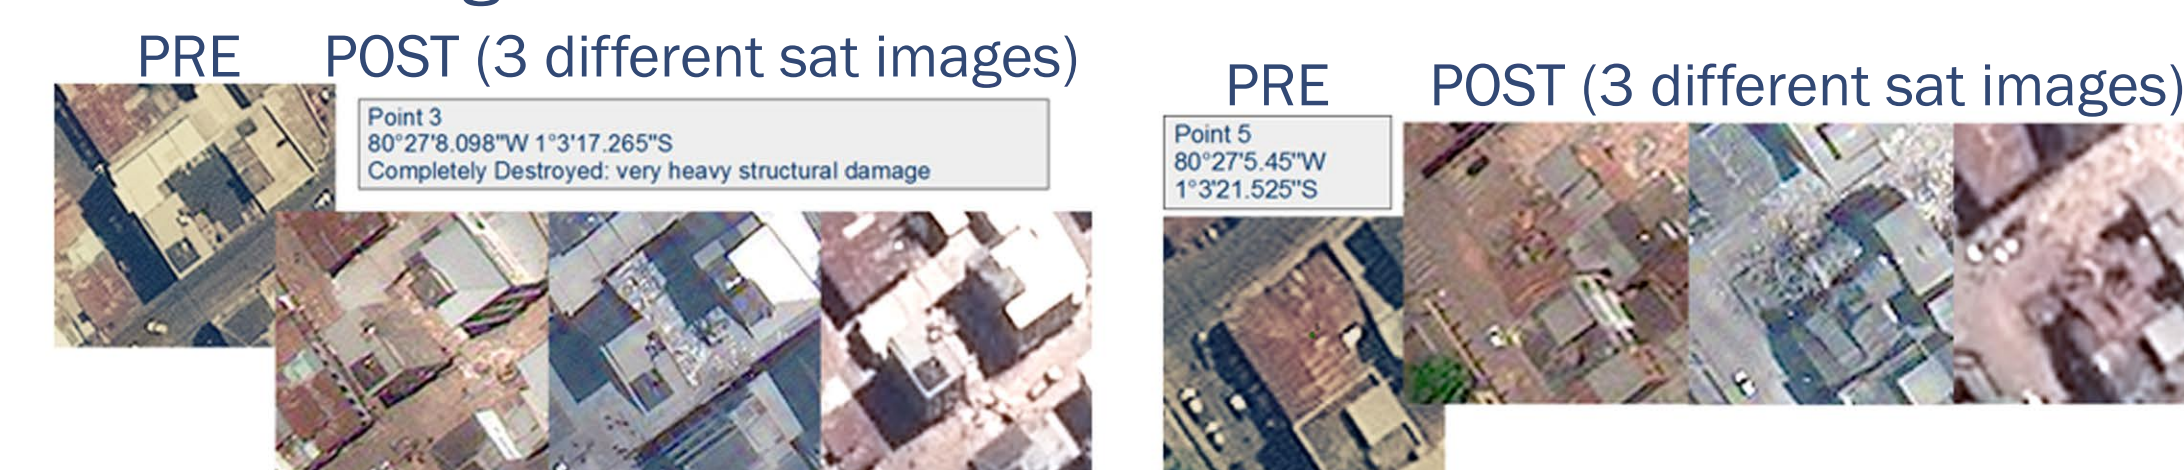 PRE
POST (3 different sat images)
Point 3
80°27'8.098"W 1°3'17.265"S
Completely Destroyed: very heavy structural damage
PRE
POST (3 different sat images)
Point 5
80°27'5.45"W
1°3'21.525"S